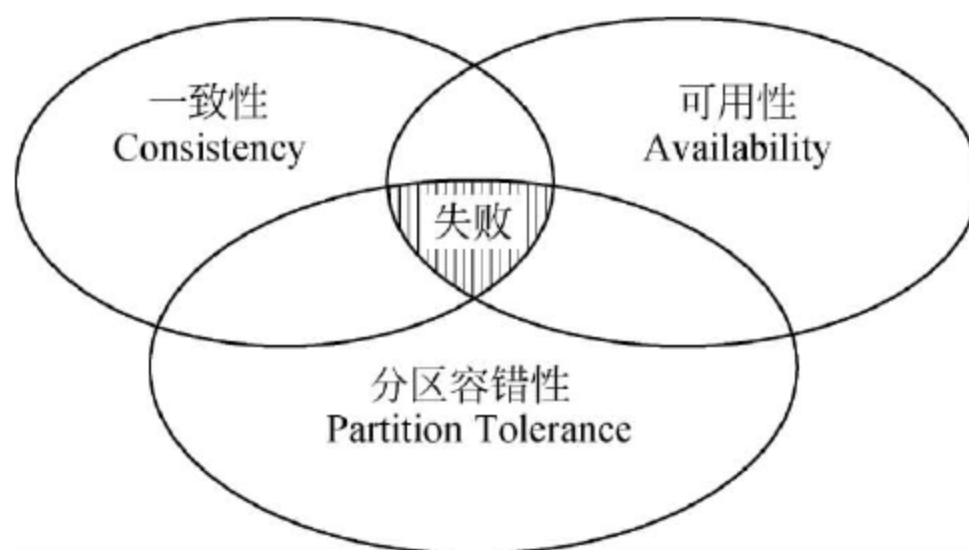 一致性
Consistency
可用性
Availability
失败
分区容错性
Partition Tolerance